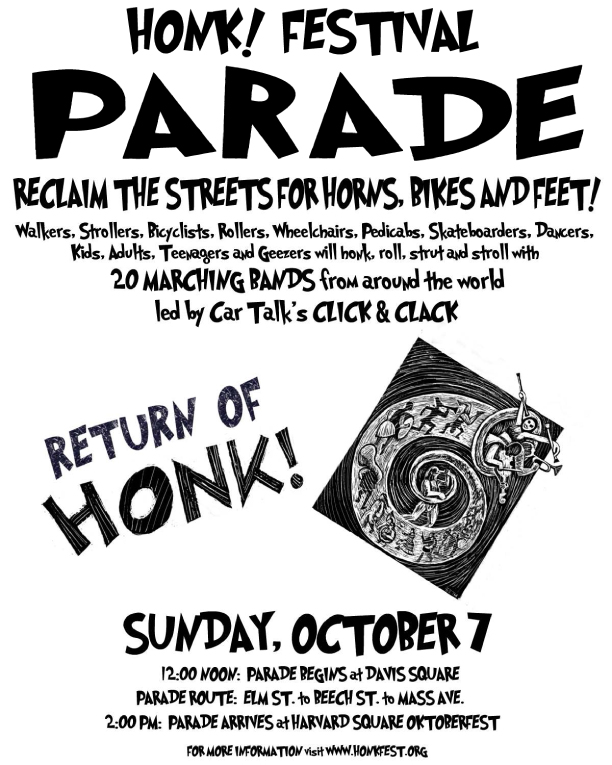 HONK! FESTIVAL
PARADE
RECLAIM THE STREETS FOR HORNS, BIKES AND FEET!
Walkers, Strollers, Bicyclists, Rollers, Wheelchairs, Pedicabs, Skateboarders, Dancers,
Kids, Adults, Teenagers and Geezers will honk, roll, strut and stroll with
20 MARCHING BANDS from around the world
led by Car Talk's CLICK & CLACK
RETURN OF
HONK!
SUNDAY, OCTOBER 7
12:00 NOON: PARADE BEGINS at DAVIS SQUARE
PARADE ROUTE: ELM ST. to BEECH ST. to MASS AVE.
2:00 PM: PARADE ARRIVES at HARVARD SQUARE OKTOBERFEST
FOR MORE INFORMATION visit WWW.HONKFEST.ORG